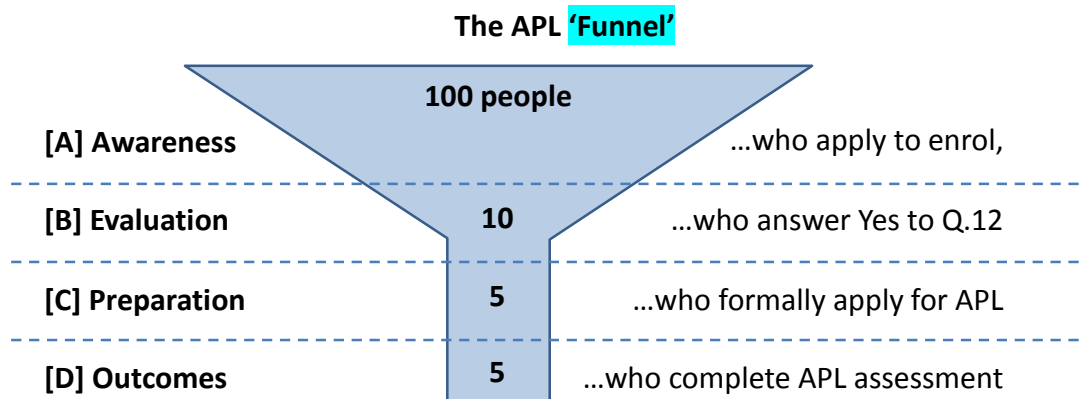 The APL ‘Funnel’
100 people
[A] Awareness ...who apply to enrol,
[B] Evaluation 10 ...who answer Yes to Q.12
[C] Preparation 5 ...who formally apply for APL
[D] Outcomes 5 ...who complete APL assessment